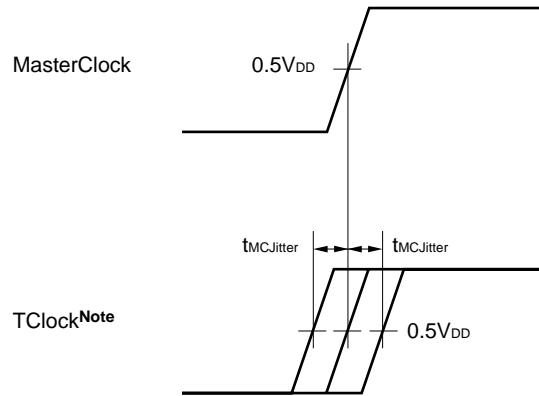 MasterClock
0.5VDD
tMCJitter tMCJitter
TClockNote
0.5VDD